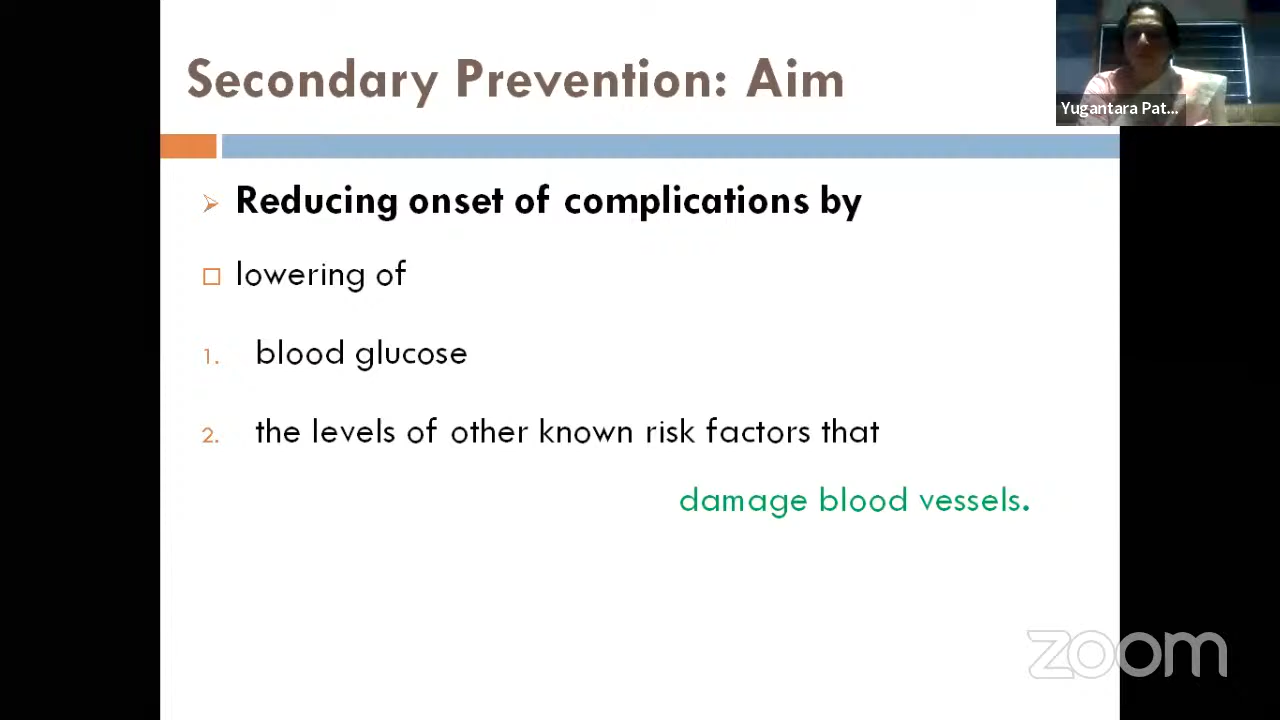 Secondary Prevention: Aim
Yugantara Pat...
Reducing onset of complications by
lowering of
1. blood glucose
2. the levels of other known risk factors that
damage blood vessels.
zoom